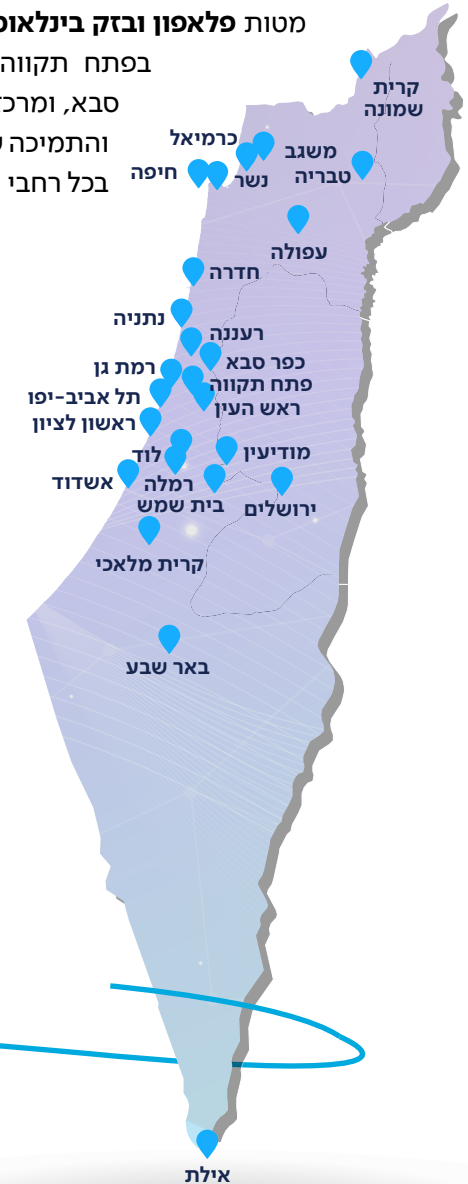 מטות פלאפון ובזק
בפתח תקווה
סבא,
והתמיכה
בכל רחבי
קרית
שמונה
כרמיאל
משגב
נשר
טבריה
חיפה
עפולה
חדרה
נתניה
רעננה
כפר סבא
רמת גן
פתח תקווה
תל אביב-יפו
ראש העין
ראשון לציון
מודיעין
לוד
אשדוד
רמלה
בית שמש
ירושלים
קרית מלאכי
באר שבע
אילת